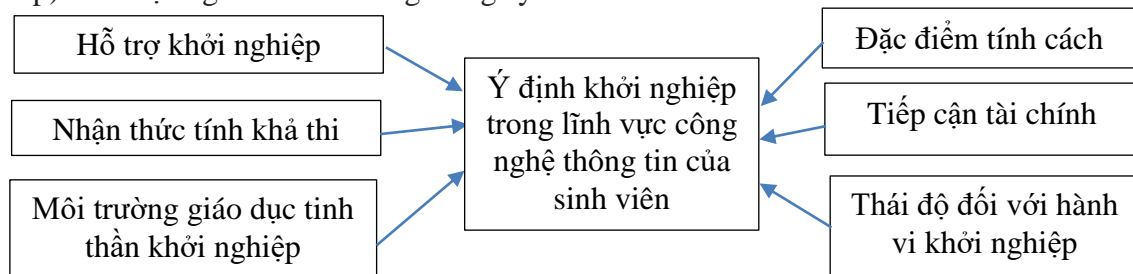 Hỗ trợ khởi nghiệp
Nhận thức tính khả thi
Môi trường giáo dục tinh
thần khởi nghiệp
Ý định khởi nghiệp
trong lĩnh vực công
nghệ thông tin của
sinh viên
Đặc điểm tính cách
Tiếp cận tài chính
Thái độ đối với hành
vi khởi nghiệp